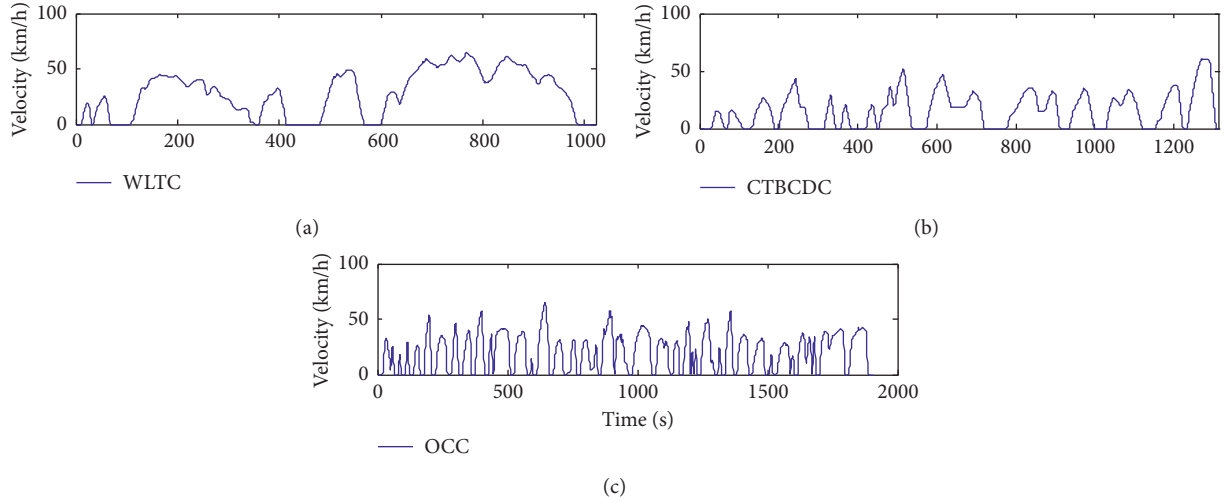 100
50
0
Velocity (km/h)
0 200 400 600 800 1000
WLTC
(a)
100
50
0
Velocity (km/h)
0 200 400 600 800 1000 1200
CTBCDC
(b)
100
50
0
Velocity (km/h)
0 500 1000 1500 2000
Time (s)
OCC
(c)